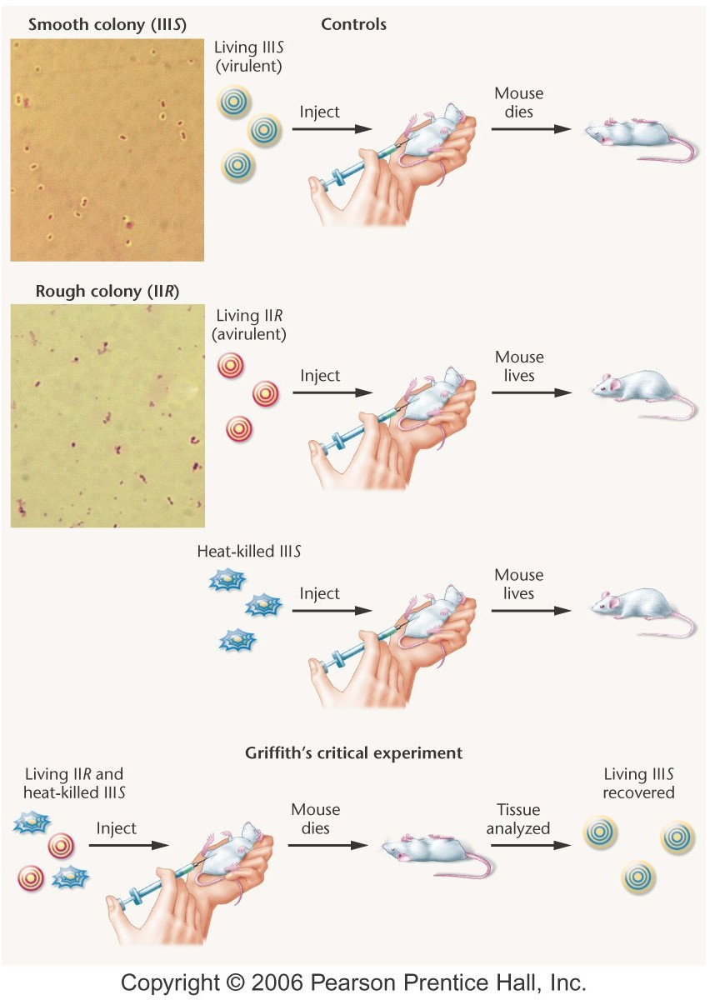 Smooth colony (IIIS)
Controls
Living IIIS
(virulent)
Inject
Mouse
dies
Rough colony (IIR)
Living IIR
(avirulent)
Inject
Mouse
lives
Heat-killed IIIS
Inject
Mouse
lives
Griffith's critical experiment
Living IIR and
heat-killed IIIS
Inject
Mouse
dies
Tissue
analyzed
Living IIIS
recovered
Copyright © 2006 Pearson Prentice Hall, Inc.